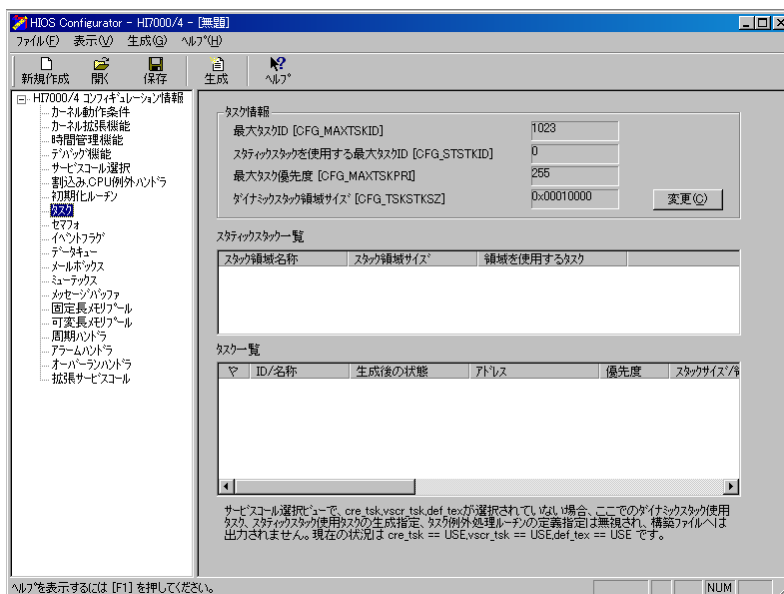 HIOS Configurator - HI7000/4 - [無題]
ファイル(F) 表示(V) 生成(G) ヘルプ(H)
新規作成 開く 保存 生成 ヘルプ
HI7000/4 コンフィギュレーション情報
カーネル動作条件
カーネル拡張機能
時間管理機能
デバッグ機能
サービスコール選択
割込み,CPU例外ハンドラ
初期化ルーチン
タスク
セマフォ
イベントフラグ
データキュー
メールボックス
ミューテックス
メッセージバッファ
固定長メモリプール
可変長メモリプール
周期ハンドラ
アラームハンドラ
オーバーランハンドラ
拡張サービスコール
タスク情報
最大タスクID [CFG_MAXTSKID] 1023
スタティックスタックを使用する最大タスクID [CFG_STSTKID] 0
最大タスク優先度 [CFG_MAXTSKPRI] 255
ダイナミックスタック領域サイズ [CFG_TSKSTKSZ] 0x00010000 変更(C)
スタティックスタック一覧
スタック領域名称 スタック領域サイズ 領域を使用するタスク
タスク一覧
ID/名称 生成後の状態 アドレス 優先度 スタックサイズ/
サービスコール選択ビューで、cre_tsk,vscr_tsk,def_texが選択されていない場合、ここでのダイナミックスタック使用
タスク、スタティックスタック使用タスクの生成指定、タスク例外処理ルーチンの定義指定は無視され、構築ファイルへは
出力されません。現在の状況は cre_tsk == USE,vscr_tsk == USE,def_tex == USE です。
ヘルプを表示するには [F1] を押してください。 NUM